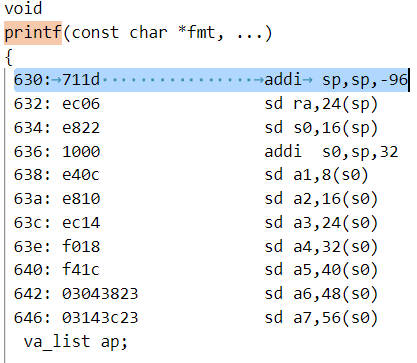 void
printf(const char *fmt, ...)
{
630: 711d addi sp,sp,-96
632: ec06 sd ra,24(sp)
634: e822 sd s0,16(sp)
636: 1000 addi s0,sp,32
638: e40c sd a1,8(s0)
63a: e810 sd a2,16(s0)
63c: ec14 sd a3,24(s0)
63e: f018 sd a4,32(s0)
640: f41c sd a5,40(s0)
642: 03043823 sd a6,48(s0)
646: 03143c23 sd a7,56(s0)
va_list ap;